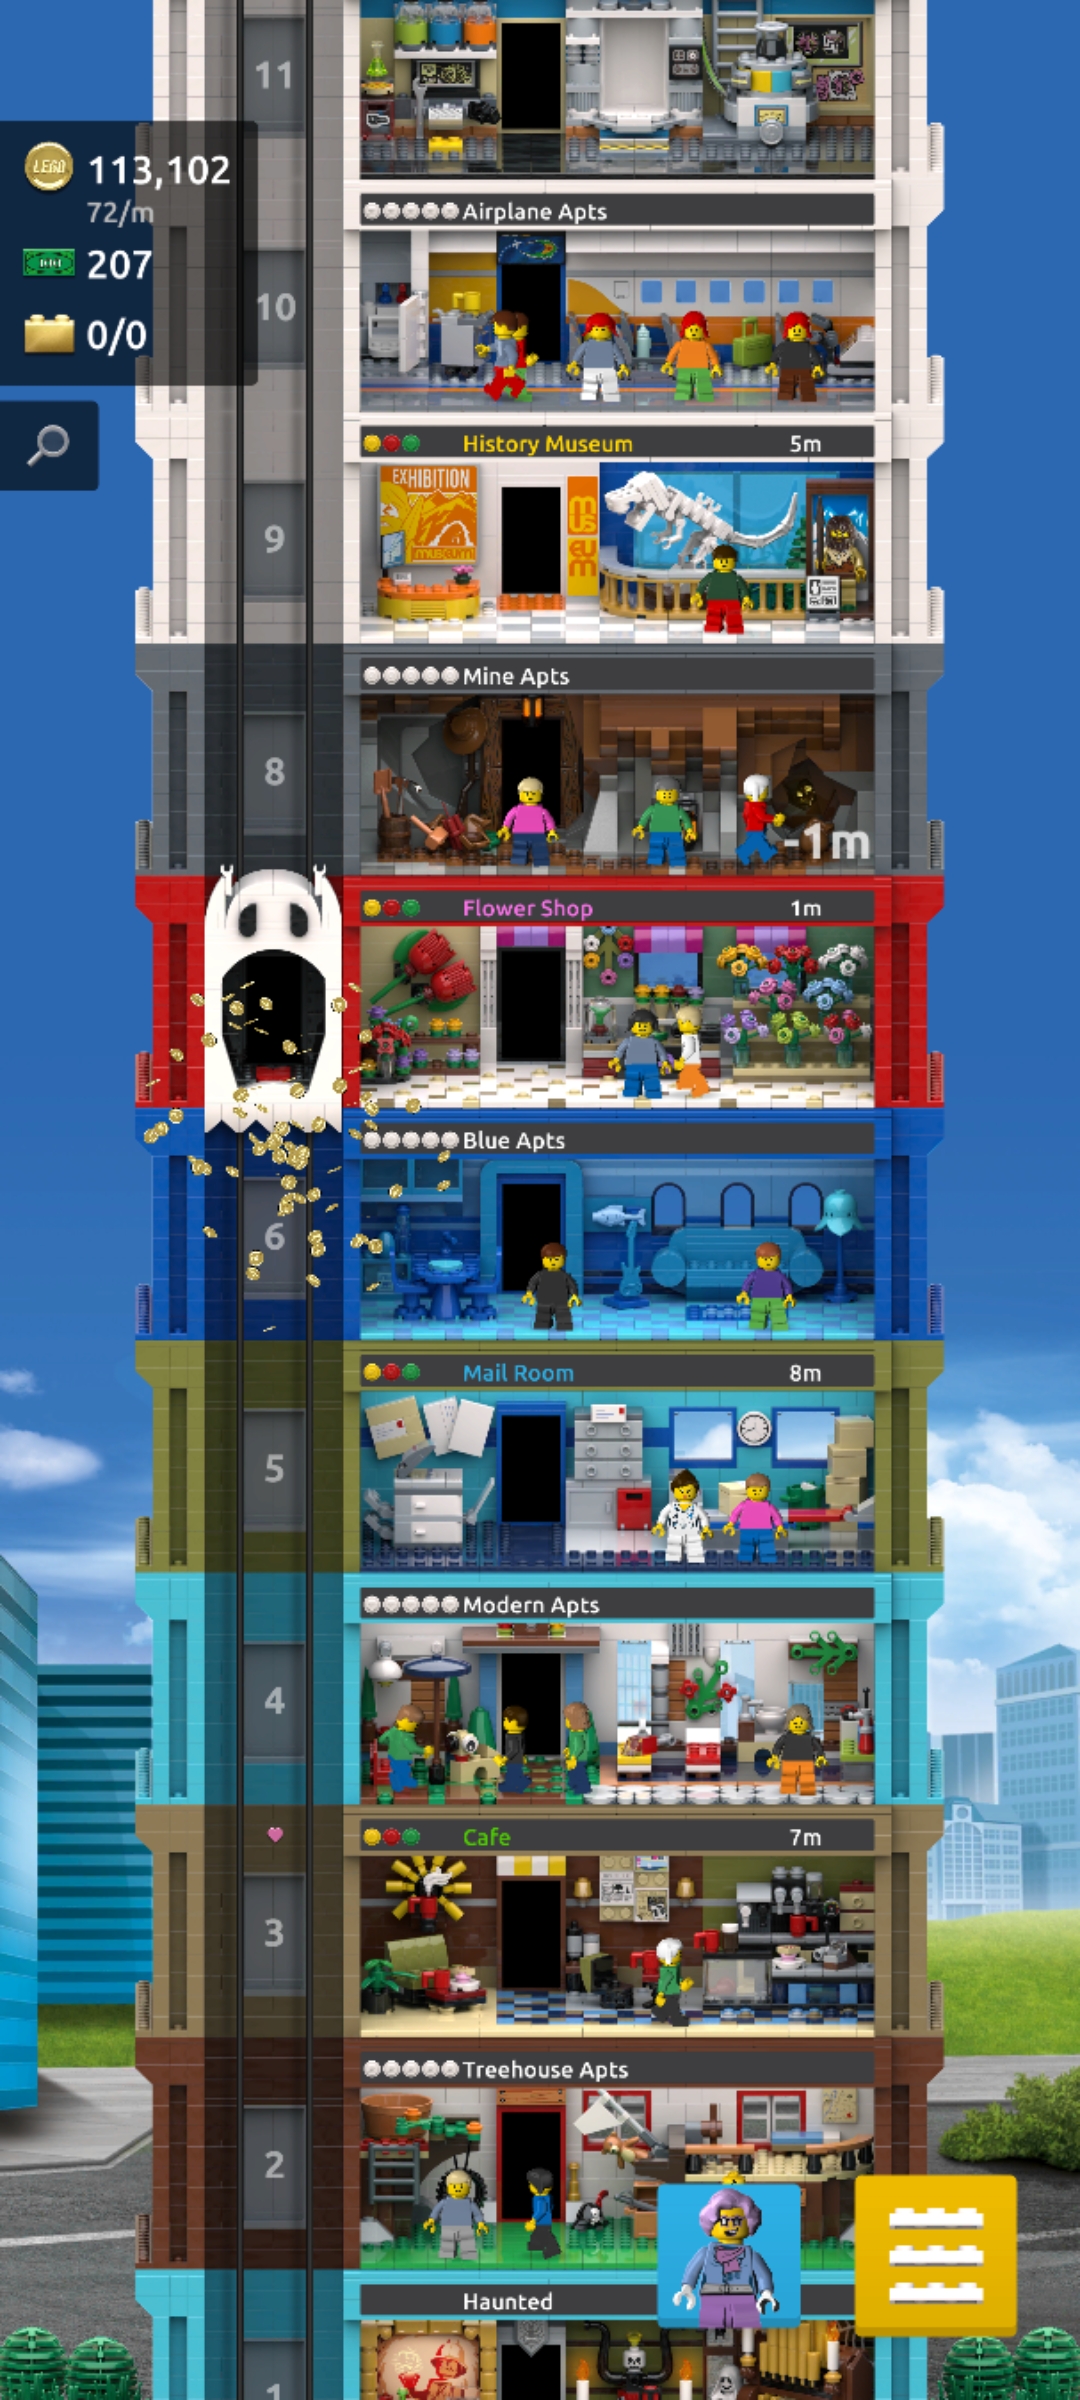 11
LEGO
113,102
72/m
207
0/0
Airplane Apts
10
History Museum 5m
EXHIBITION
MUSEUM
museum
9
Mine Apts
8
-1m
Flower Shop 1m
Blue Apts
6
Mail Room 8m
5
Modern Apts
4
Cafe 7m
3
Treehouse Apts
2
Haunted
1